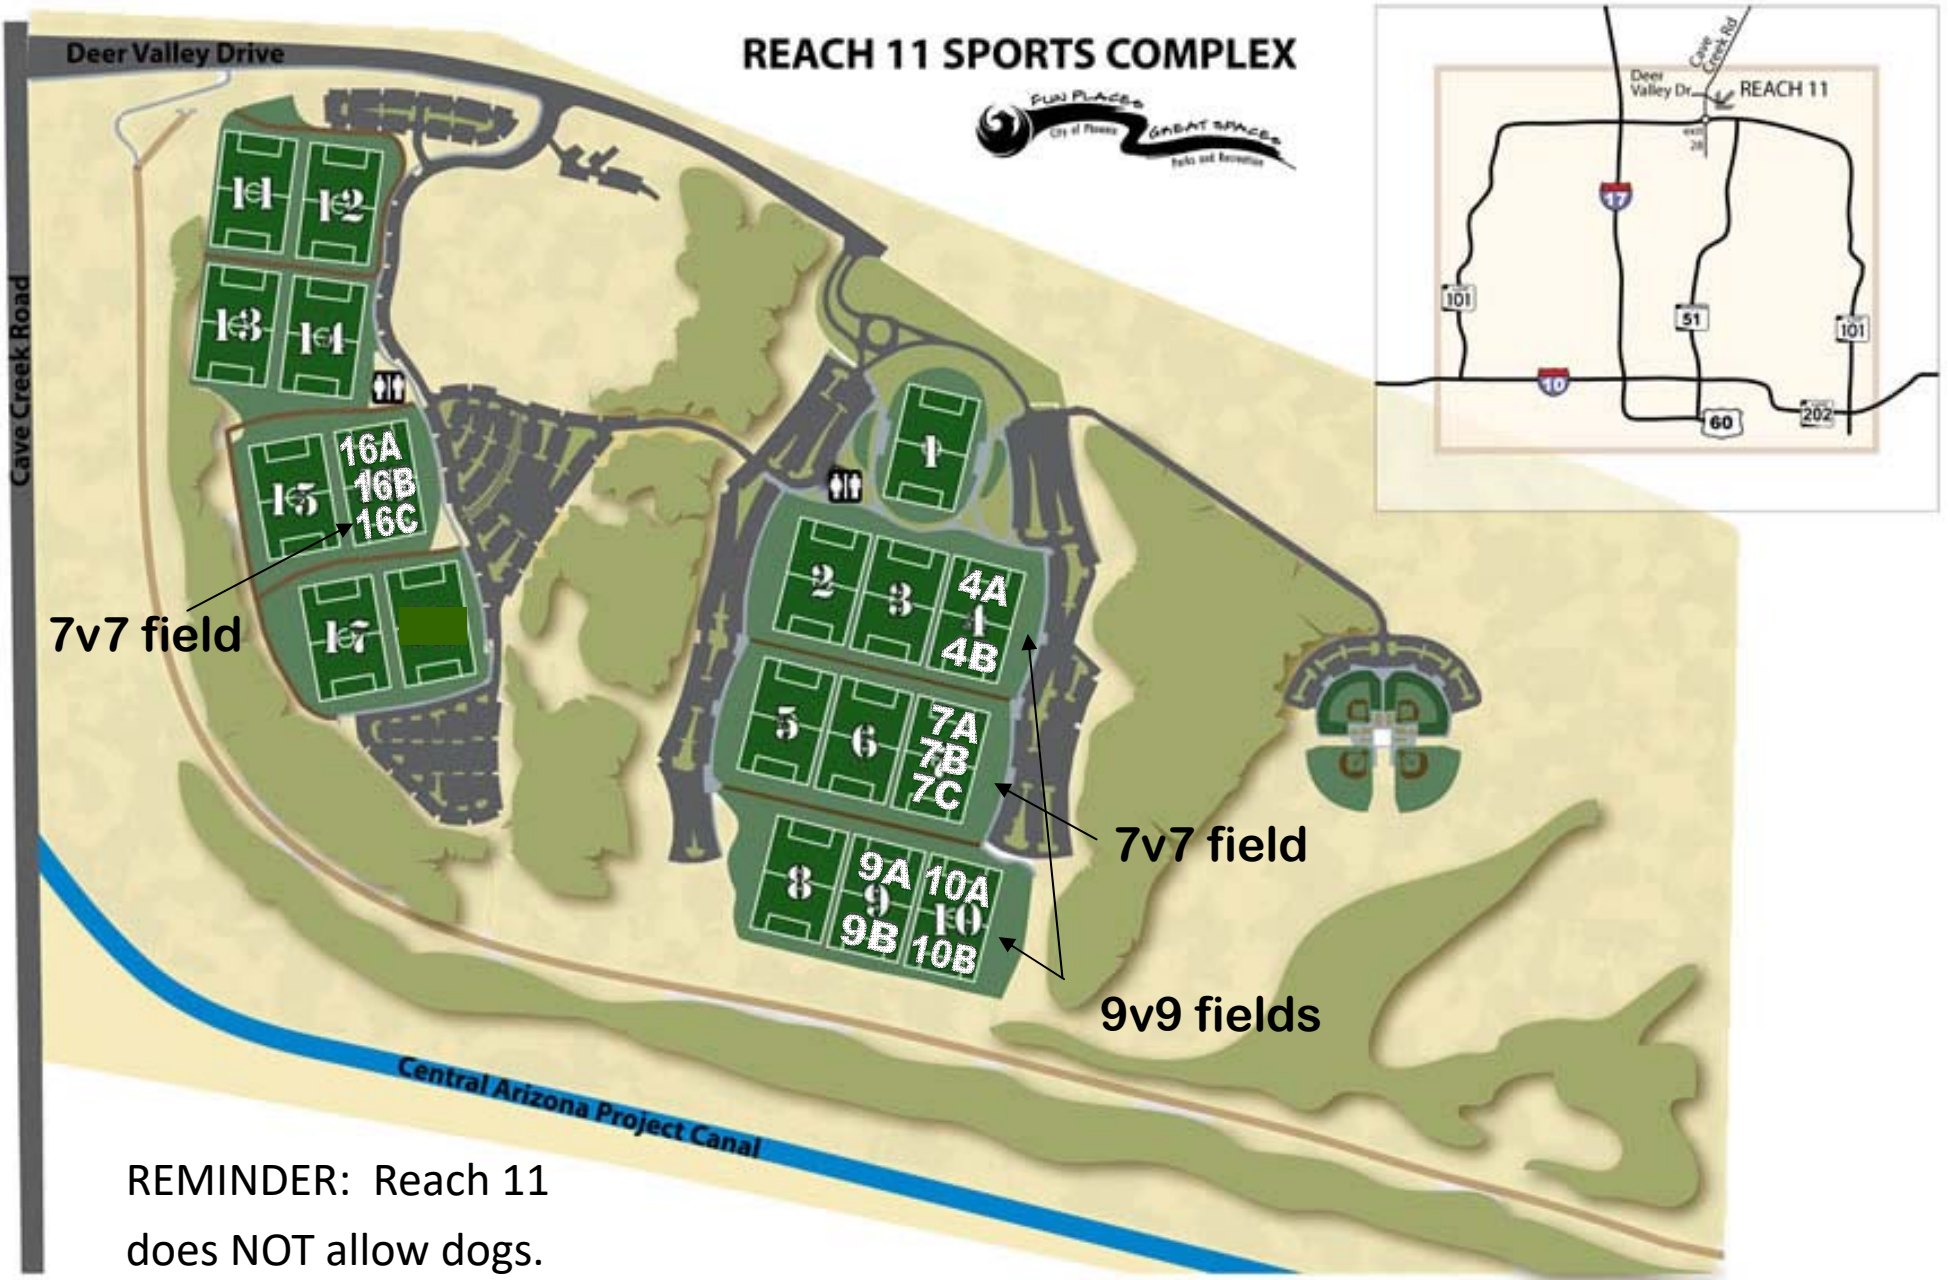 Deer Valley Drive
REACH 11 SPORTS COMPLEX
FUN PLACES
City of Phoenix
GREAT SPACES
Parks and Recreation
Cave
Creek Rd
Deer
Valley Dr
REACH 11
exit
28
17
101
51
101
10
60
202
Cave Creek Road
11
12
13
14
15
16A
16B
16C
17
7v7 field
1
2
3
4A
4
4B
5
6
7A
7B
7C
7v7 field
8
9A
9
9B
10A
10
10B
9v9 fields
Central Arizona Project Canal
REMINDER: Reach 11
does NOT allow dogs.